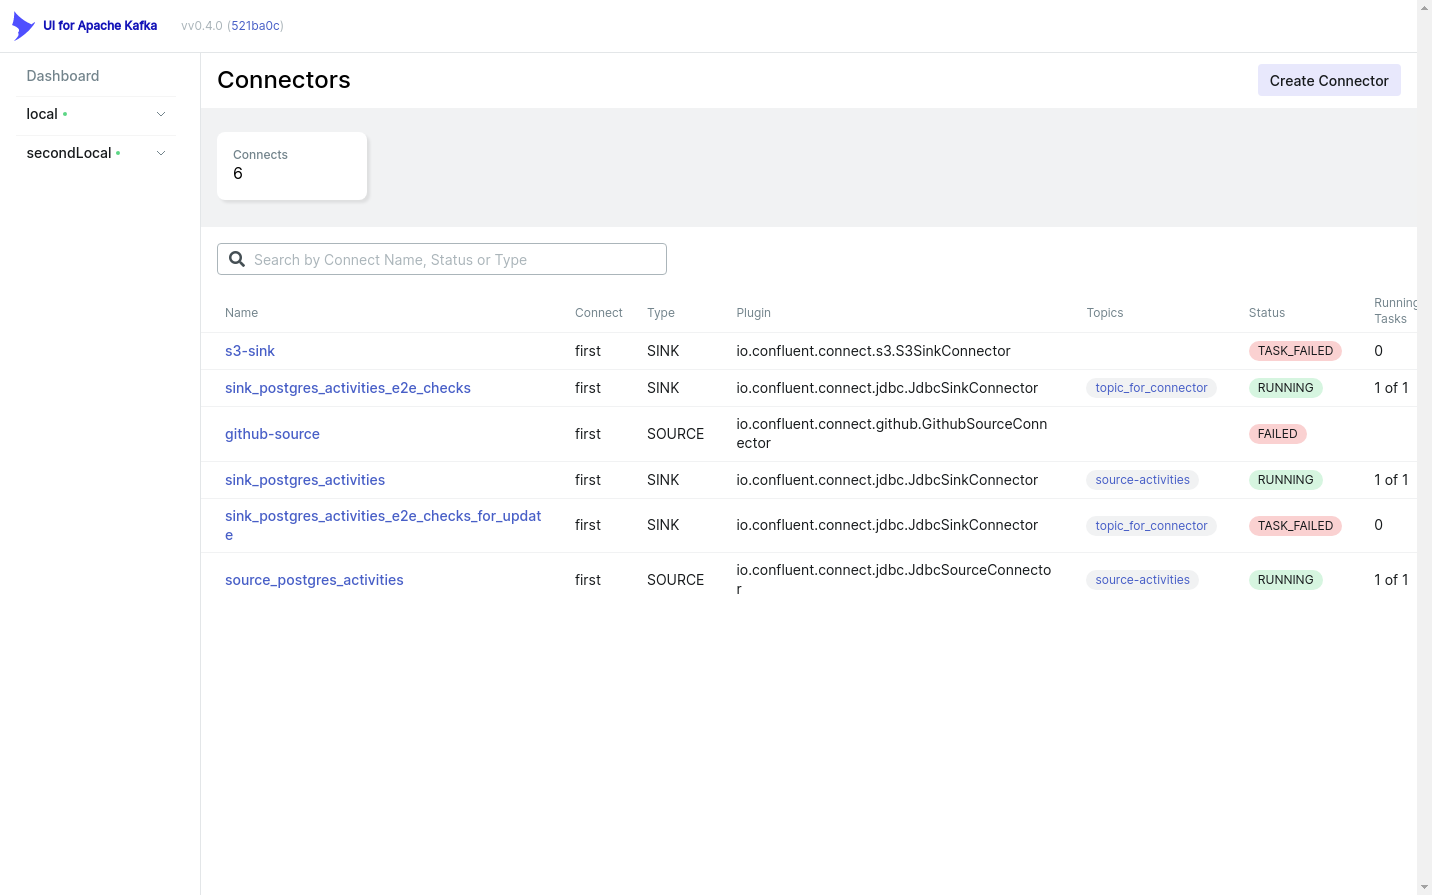 UI for Apache Kafka vv0.4.0 (521ba0c)
Dashboard
local
secondLocal
Connectors
Create Connector
Connects
6
Search by Connect Name, Status or Type
Name Connect Type Plugin Topics Status Running
Tasks
s3-sink first SINK io.confluent.connect.s3.S3SinkConnector TASK_FAILED 0
sink_postgres_activities_e2e_checks first SINK io.confluent.connect.jdbc.JdbcSinkConnector topic_for_connector RUNNING 1 of 1
github-source first SOURCE io.confluent.connect.github.GithubSourceConn
ector FAILED
sink_postgres_activities first SINK io.confluent.connect.jdbc.JdbcSinkConnector source-activities RUNNING 1 of 1
sink_postgres_activities_e2e_checks_for_updat
e first SINK io.confluent.connect.jdbc.JdbcSinkConnector topic_for_connector TASK_FAILED 0
source_postgres_activities first SOURCE io.confluent.connect.jdbc.JdbcSourceConnecto
r source-activities RUNNING 1 of 1